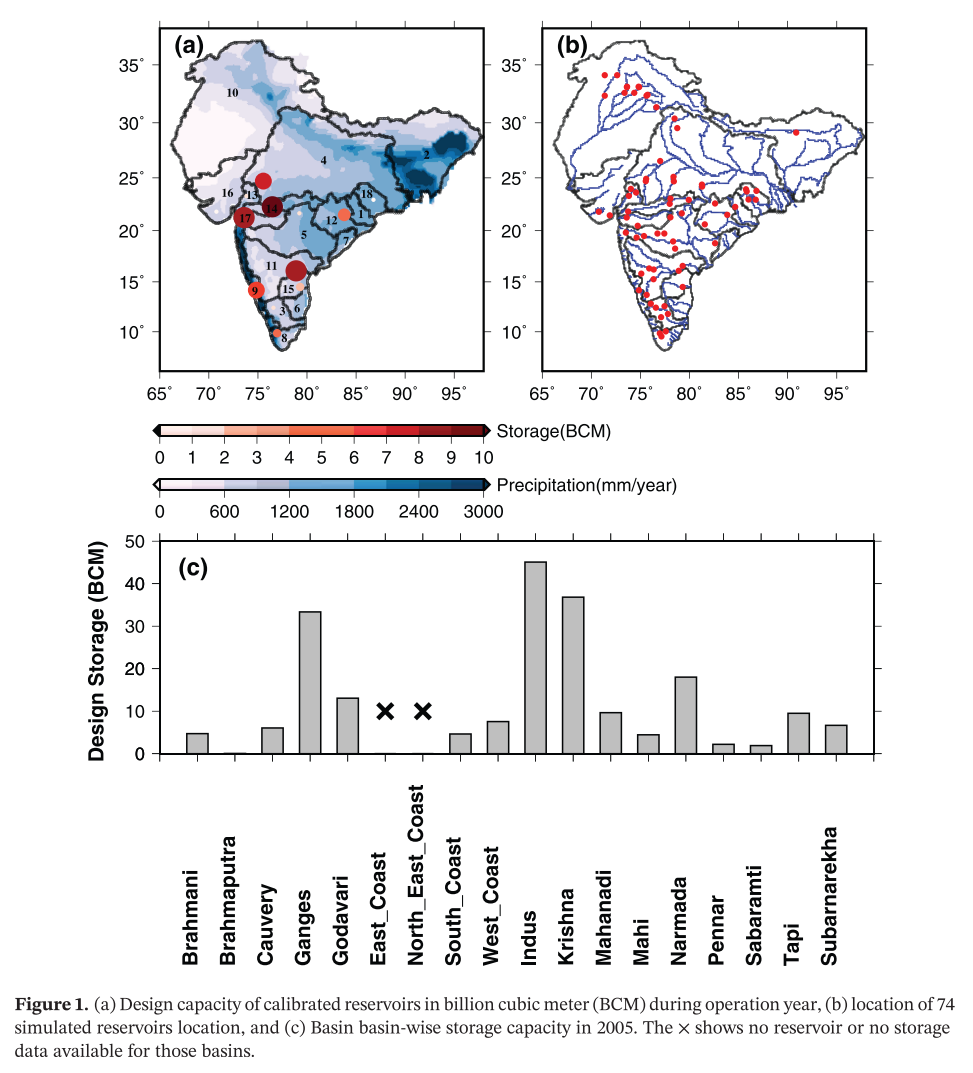 (a)
(b)
35°
30°
25°
20°
15°
10°
10
2
4
16
13
14
18
17
12
1
5
7
11
9
15
3
6
8
35°
30°
25°
20°
15°
10°
65° 70° 75° 80° 85° 90° 95°
65 70° 75° 80° 85° 90° 95°
Storage(BCM)
0 1 2 3 4 5 6 7 8 9 10
Precipitation(mm/year)
0 600 1200 1800 2400 3000
(c)
Design Storage (BCM)
50
40
30
20
10
0
Brahmani
Brahmaputra
Cauvery
Ganges
Godavari
East_Coast
North_East_Coast
South_Coast
West_Coast
Indus
Krishna
Mahanadi
Mahi
Narmada
Pennar
Sabaramti
Tapi
Subarnarekha
Figure 1. (a) Design capacity of calibrated reservoirs in billion cubic meter (BCM) during operation year, (b) location of 74
simulated reservoirs location, and (c) Basin basin-wise storage capacity in 2005. The × shows no reservoir or no storage
data available for those basins.